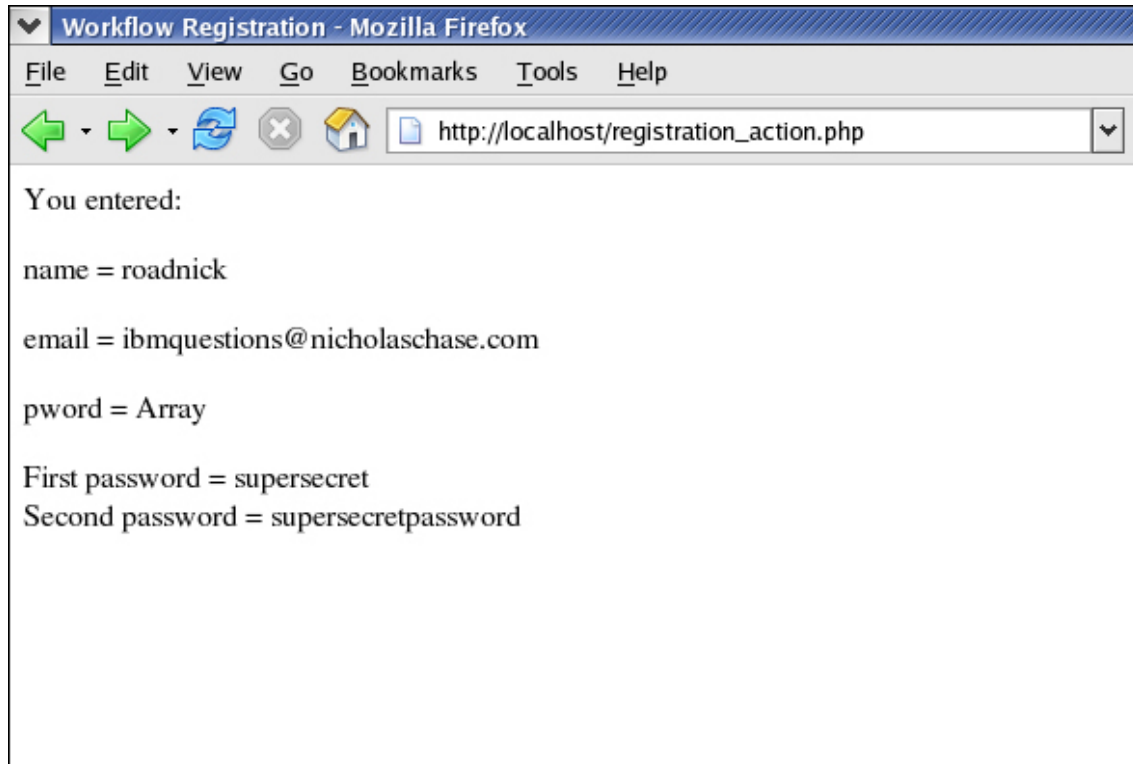 Workflow Registration - Mozilla Firefox
File Edit View Go Bookmarks Tools Help
http://localhost/registration_action.php
You entered:
name = roadnick
email = ibmquestions@nicholaschase.com
pword = Array
First password = supersecret
Second password = supersecretpassword